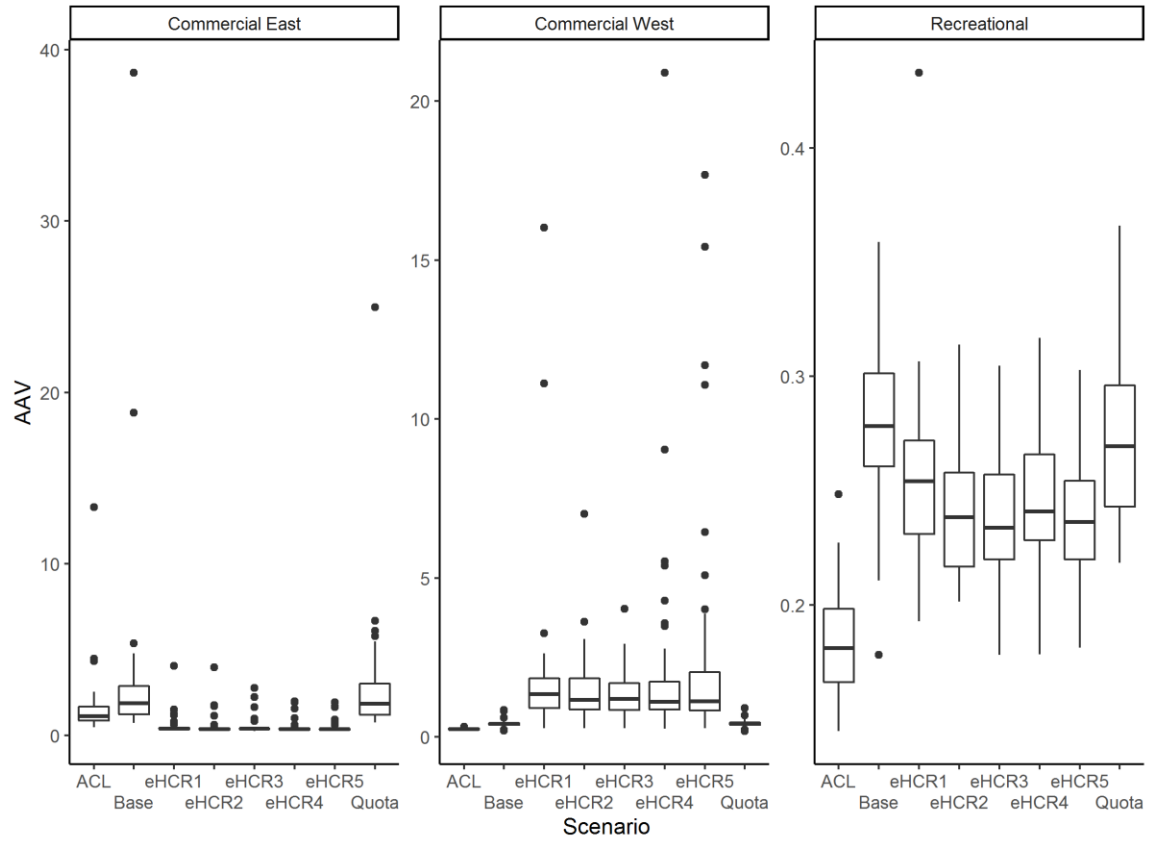 Commercial East
Commercial West
Recreational
AAV
40
30
20
10
0
20
15
10
5
0
0.4
0.3
0.2
ACL eHCR1 eHCR3 eHCR5
Base eHCR2 eHCR4 Quota
ACL eHCR1 eHCR3 eHCR5
Base eHCR2 eHCR4 Quota
ACL eHCR1 eHCR3 eHCR5
Base eHCR2 eHCR4 Quota
Scenario